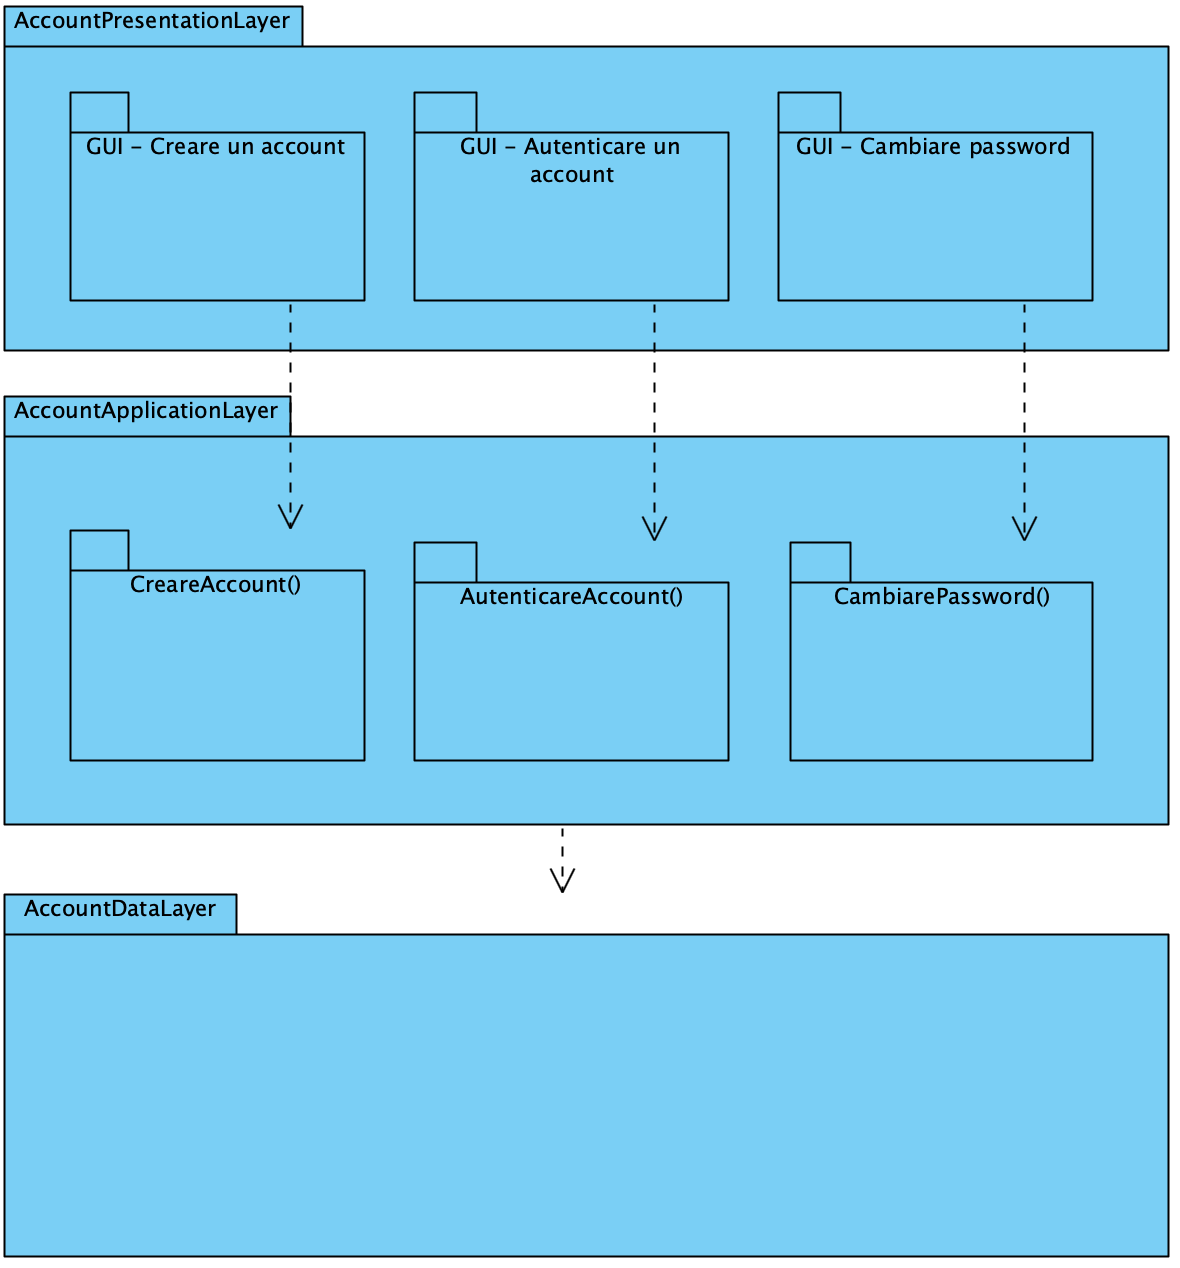 AccountPresentationLayer
GUI – Creare un account
GUI – Autenticare un
account
GUI – Cambiare password
AccountApplicationLayer
CreareAccount()
AutenticareAccount()
CambiarePassword()
AccountDataLayer